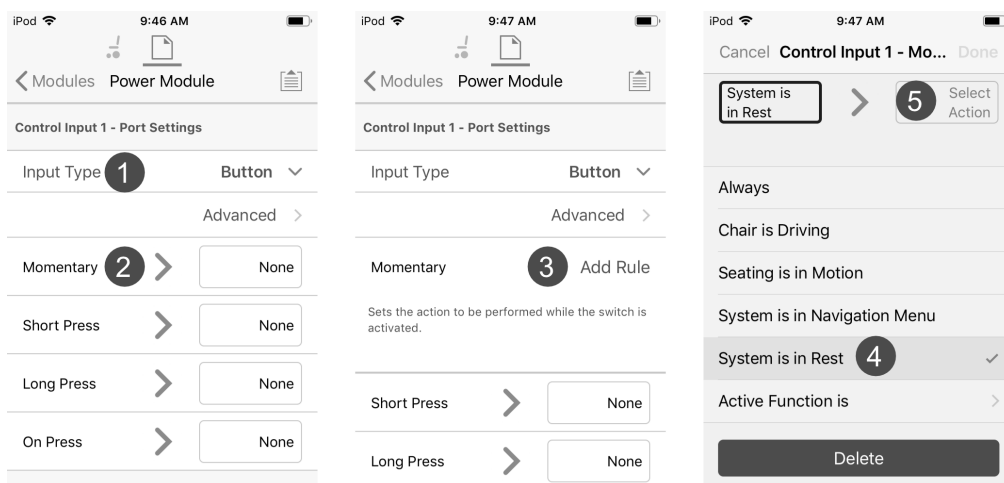 iPod 9:46 AM
Modules Power Module
Control Input 1 - Port Settings
Input Type 1 Button
Advanced
Momentary 2 None
Short Press None
Long Press None
On Press None
iPod 9:47 AM
Modules Power Module
Control Input 1 - Port Settings
Input Type Button
Advanced
Momentary 3 Add Rule
Sets the action to be performed while the switch is
activated.
Short Press None
Long Press None
iPod 9:47 AM
Cancel Control Input 1 - Mo... Done
System is
in Rest
5 Select
Action
Always
Chair is Driving
Seating is in Motion
System is in Navigation Menu
System is in Rest 4
Active Function is
Delete